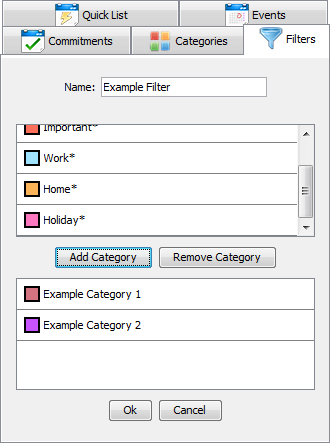 Quick List Events
Commitments Categories Filters
Name: Example Filter
Important*
Work*
Home*
Holiday*
Add Category Remove Category
Example Category 1
Example Category 2
Ok Cancel